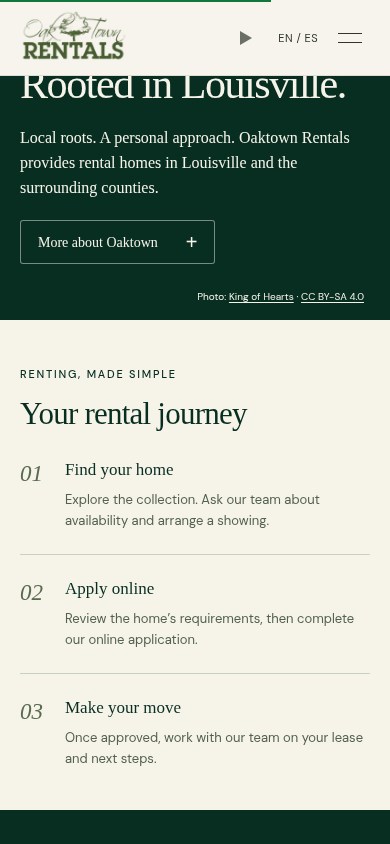 Oak Town
RENTALS
EN / ES
Rooted in Louisville.
Local roots. A personal approach. Oaktown Rentals
provides rental homes in Louisville and the
surrounding counties.
More about Oaktown +
Photo: King of Hearts · CC BY-SA 4.0
RENTING, MADE SIMPLE
Your rental journey
01 Find your home
Explore the collection. Ask our team about
availability and arrange a showing.
02 Apply online
Review the home’s requirements, then complete
our online application.
03 Make your move
Once approved, work with our team on your lease
and next steps.